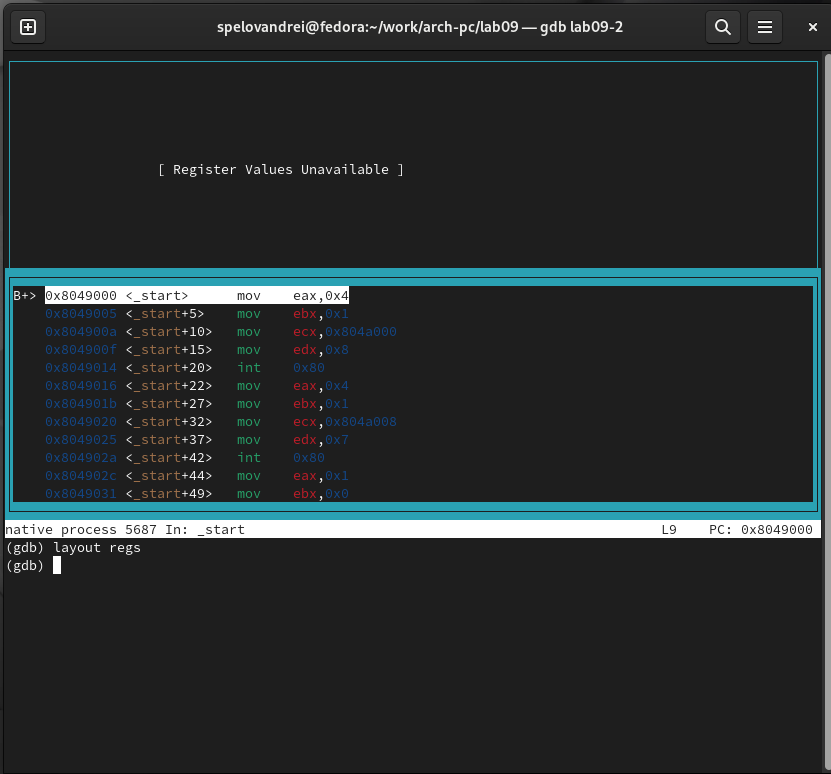 spelovandrei@fedora:~/work/arch-pc/lab09 — gdb lab09-2
[ Register Values Unavailable ]
B+> 0x8049000 <_start> mov eax,0x4
0x8049005 <_start+5> mov ebx,0x1
0x804900a <_start+10> mov ecx,0x804a000
0x804900f <_start+15> mov edx,0x8
0x8049014 <_start+20> int 0x80
0x8049016 <_start+22> mov eax,0x4
0x804901b <_start+27> mov ebx,0x1
0x8049020 <_start+32> mov ecx,0x804a008
0x8049025 <_start+37> mov edx,0x7
0x804902a <_start+42> int 0x80
0x804902c <_start+44> mov eax,0x1
0x8049031 <_start+49> mov ebx,0x0
native process 5687 In: _start L9 PC: 0x8049000
(gdb) layout regs
(gdb)